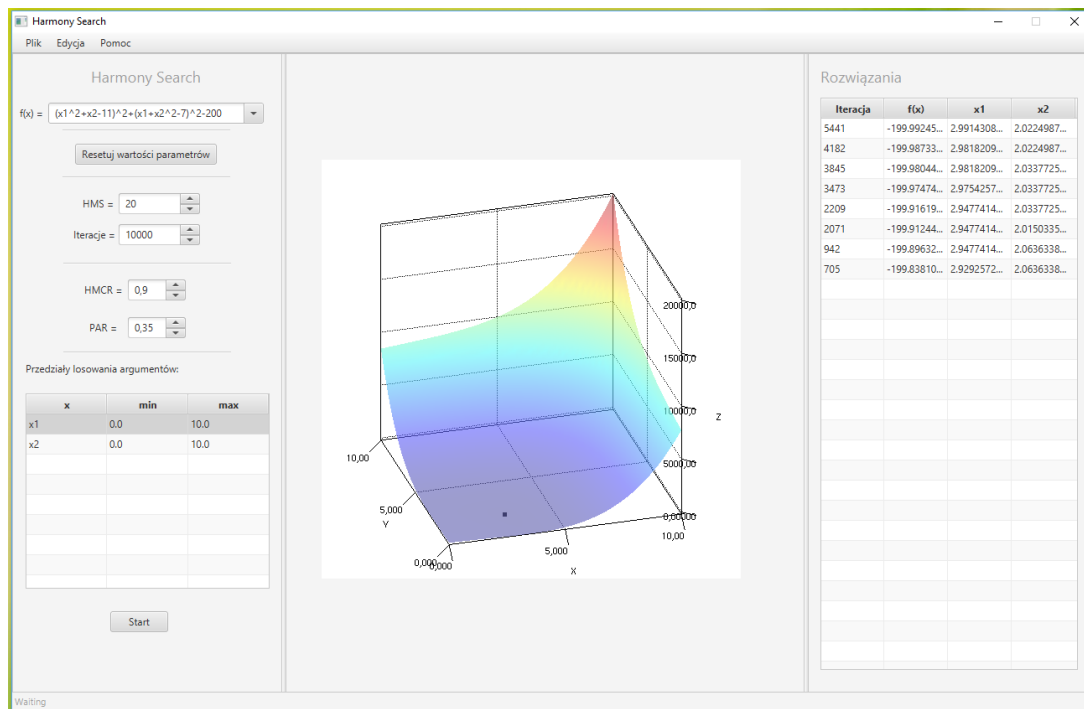 Harmony Search
Plik Edycja Pomoc
Harmony Search
f(x) = (x1^2+x2-11)^2+(x1+x2^2-7)^2-200
Resetuj wartości parametrów
HMS = 20
Iteracje = 10000
HMCR = 0,9
PAR = 0,35
Przedziały losowania argumentów:
x min max
x1 0.0 10.0
x2 0.0 10.0
Start
20000,0
15000,0
10000,0
Z
5000,00
0,00000
10,00
5,000
Y
0,000
0,000
5,000
10,00
X
Rozwiązania
Iteracja f(x) x1 x2
5441 -199.99245... 2.9914308... 2.0224987...
4182 -199.98733... 2.9818209... 2.0224987...
3845 -199.98044... 2.9818209... 2.0337725...
3473 -199.97474... 2.9754257... 2.0337725...
2209 -199.91619... 2.9477414... 2.0337725...
2071 -199.91244... 2.9477414... 2.0150335...
942 -199.89632... 2.9477414... 2.0636338...
705 -199.83810... 2.9292572... 2.0636338...
Waiting